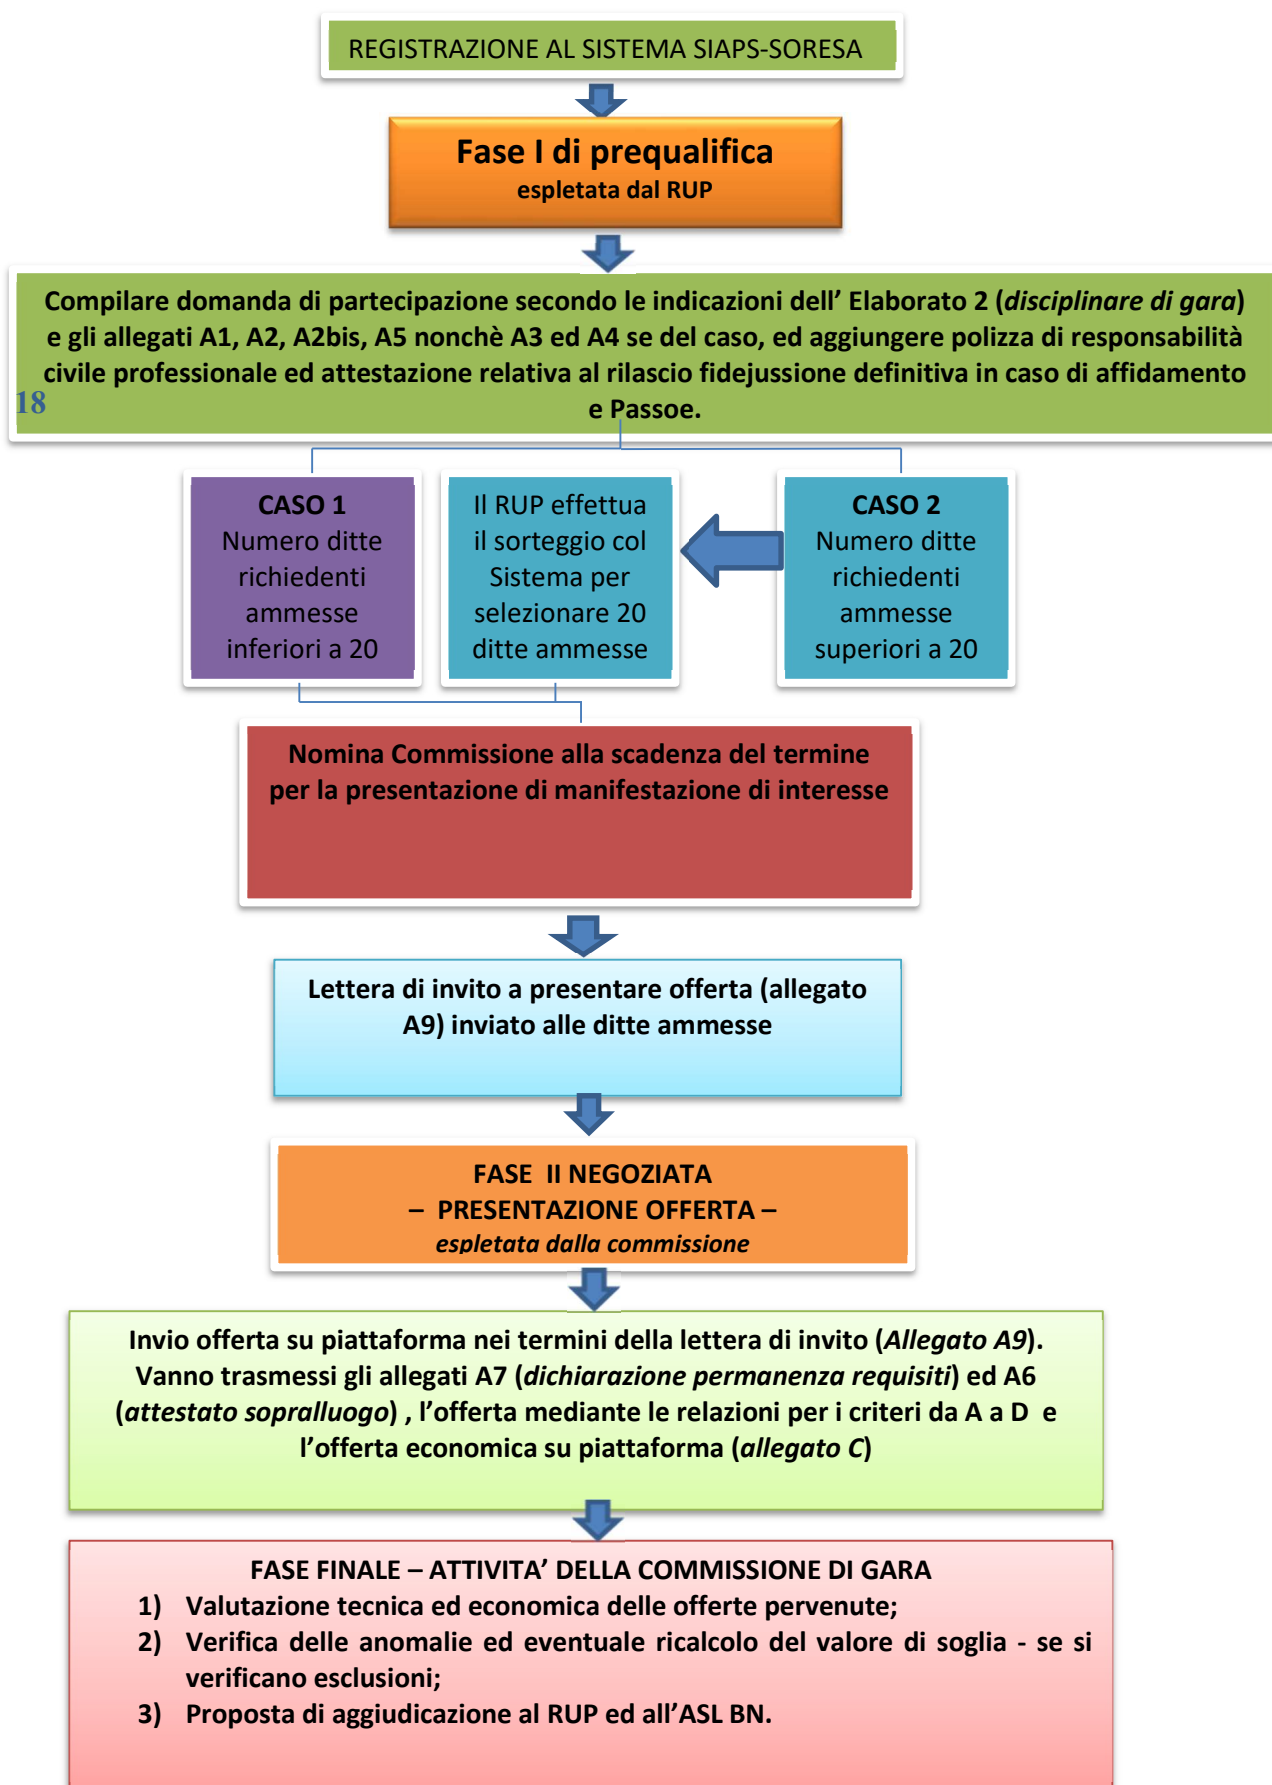 REGISTRAZIONE AL SISTEMA SIAPS-SORESA
Fase I di prequalifica
espletata dal RUP
Compilare domanda di partecipazione secondo le indicazioni dell’ Elaborato 2 (disciplinare di gara)
e gli allegati A1, A2, A2bis, A5 nonchè A3 ed A4 se del caso, ed aggiungere polizza di responsabilità
civile professionale ed attestazione relativa al rilascio fidejussione definitiva in caso di affidamento
e Passoe.
18
CASO 1
Numero ditte
richiedenti
ammesse
inferiori a 20
Il RUP effettua
il sorteggio col
Sistema per
selezionare 20
ditte ammesse
CASO 2
Numero ditte
richiedenti
ammesse
superiori a 20
Nomina Commissione alla scadenza del termine
per la presentazione di manifestazione di interesse
Lettera di invito a presentare offerta (allegato
A9) inviato alle ditte ammesse
FASE II NEGOZIATA
– PRESENTAZIONE OFFERTA –
espletata dalla commissione
Invio offerta su piattaforma nei termini della lettera di invito (Allegato A9).
Vanno trasmessi gli allegati A7 (dichiarazione permanenza requisiti) ed A6
(attestato sopralluogo) , l’offerta mediante le relazioni per i criteri da A a D e
l’offerta economica su piattaforma (allegato C)
FASE FINALE – ATTIVITA’ DELLA COMMISSIONE DI GARA
1) Valutazione tecnica ed economica delle offerte pervenute;
2) Verifica delle anomalie ed eventuale ricalcolo del valore di soglia - se si
verificano esclusioni;
3) Proposta di aggiudicazione al RUP ed all’ASL BN.